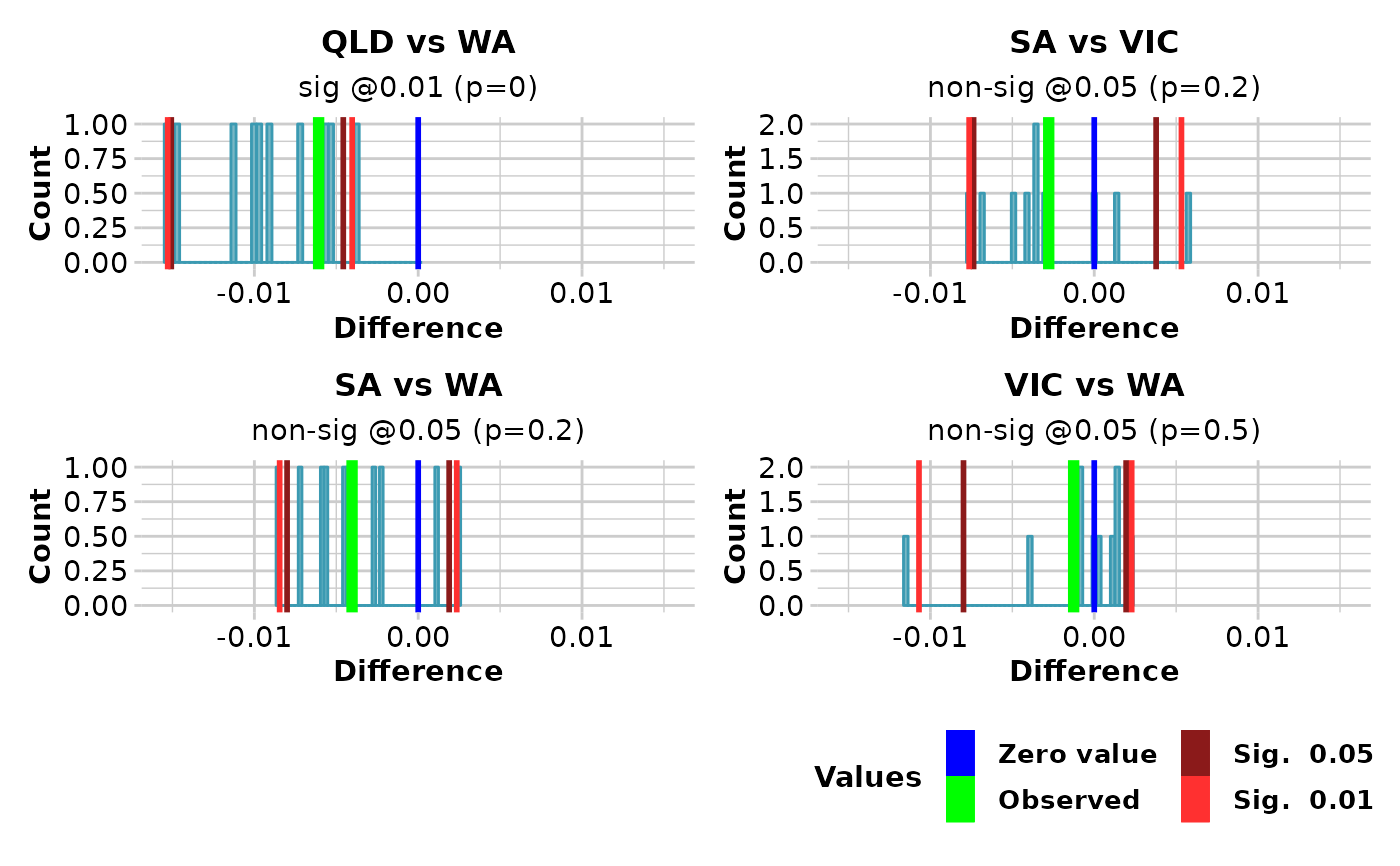 QLD vs WA
sig @0.01 (p=0)
Count
1.00
0.75
0.50
0.25
0.00
-0.01 0.00 0.01
Difference
SA vs VIC
non-sig @0.05 (p=0.2)
Count
2.0
1.5
1.0
0.5
0.0
-0.01 0.00 0.01
Difference
SA vs WA
non-sig @0.05 (p=0.2)
Count
1.00
0.75
0.50
0.25
0.00
-0.01 0.00 0.01
Difference
VIC vs WA
non-sig @0.05 (p=0.5)
Count
2.0
1.5
1.0
0.5
0.0
-0.01 0.00 0.01
Difference
Values
Zero value
Observed
Sig.  0.05
Sig.  0.01